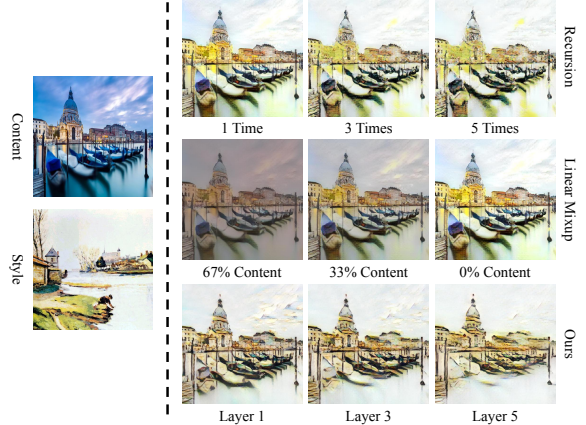 Content
Style
1 Time
3 Times
5 Times
Recursion
67% Content
33% Content
0% Content
Linear Mixup
Layer 1
Layer 3
Layer 5
Ours